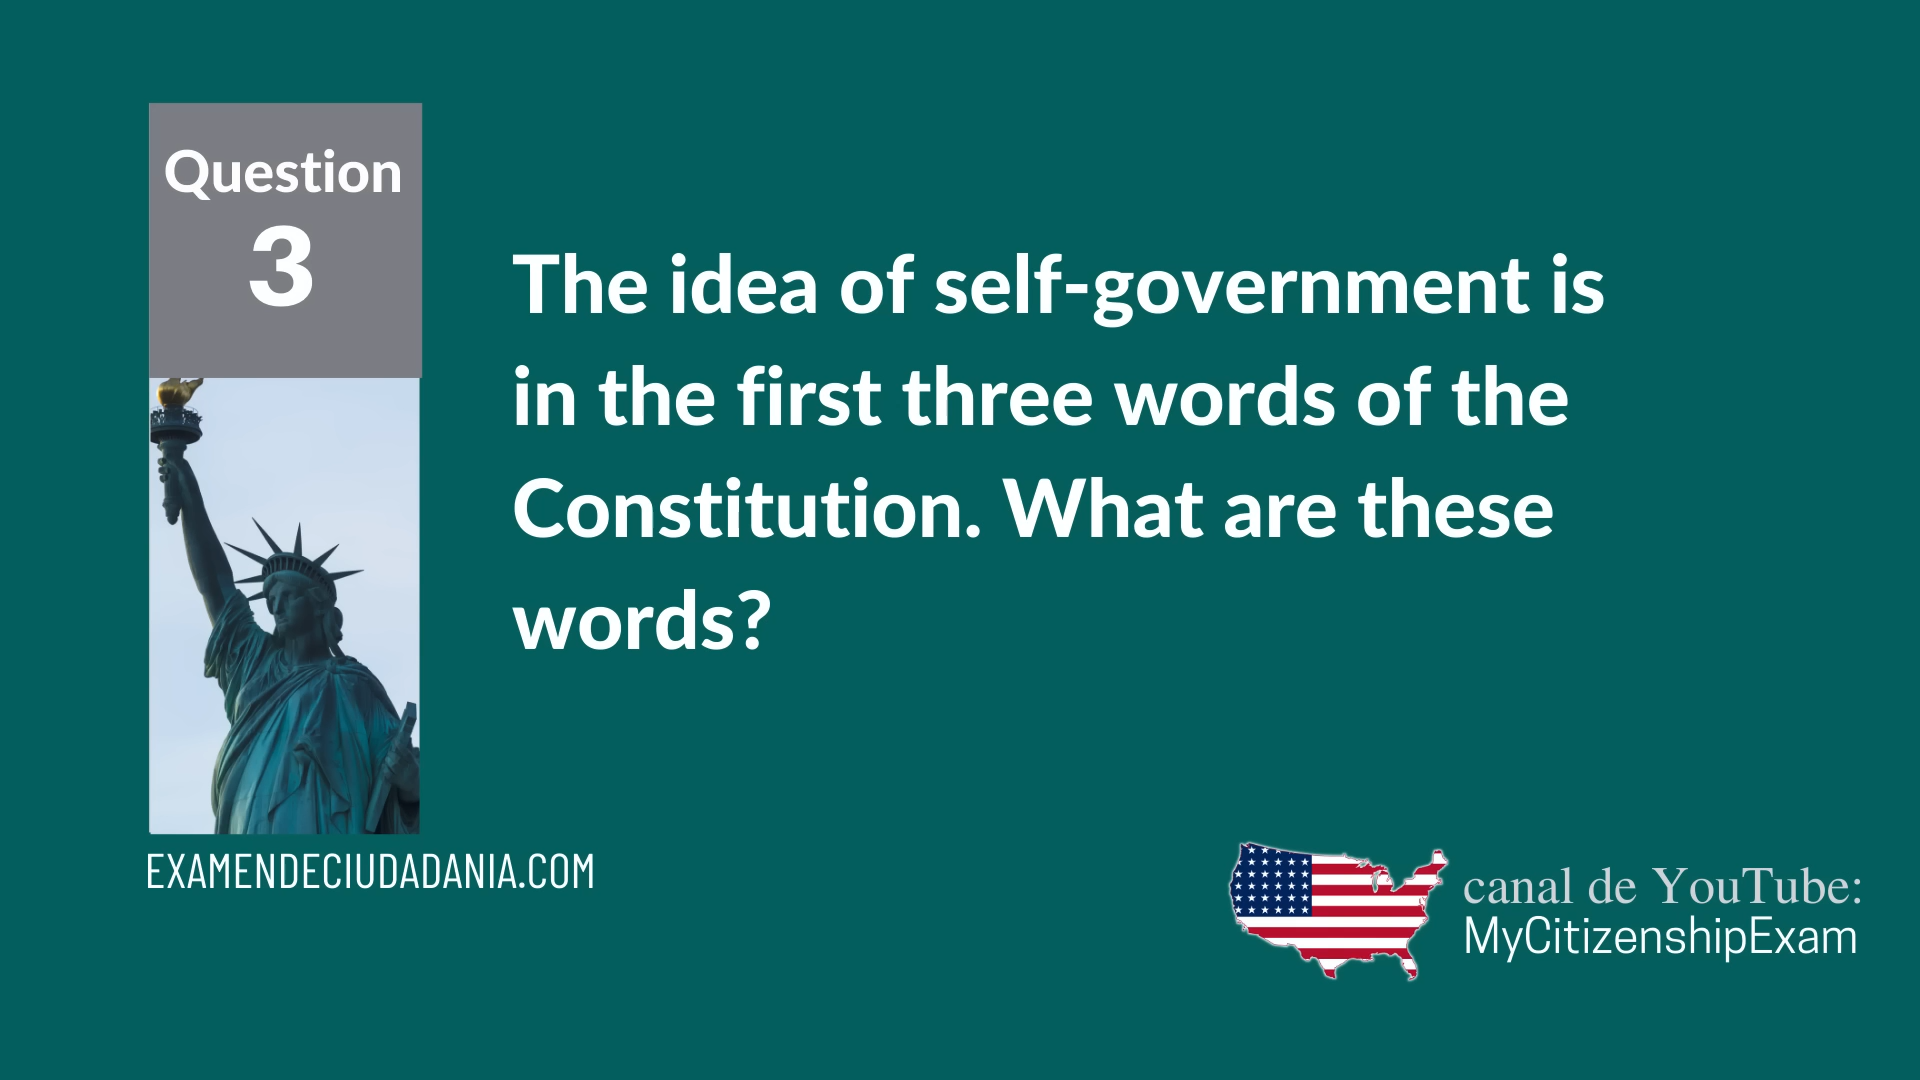 Question
3
The idea of self-government is
in the first three words of the
Constitution. What are these
words?
EXAMENDECIUDADANIA.COM
canal de YouTube:
MyCitizenshipExam